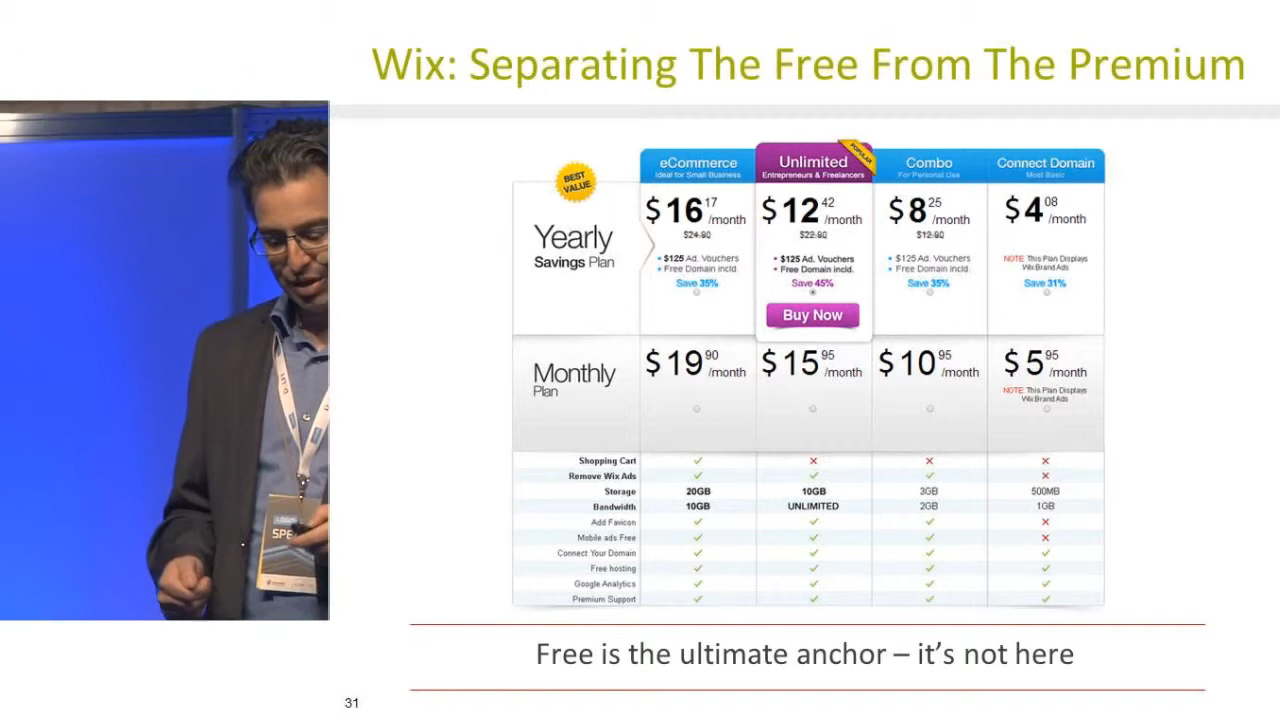 Wix: Separating The Free From The Premium
eCommerce
Ideal for Small Business
Unlimited
Entrepreneurs & Freelancers
POPULAR
Combo
For Personal Use
Connect Domain
Most Basic
BEST
VALUE
Yearly
Savings Plan
$16 17 /month
$24.90
• $125 Ad. Vouchers
• Free Domain incld.
Save 35%
$12 42 /month
$22.90
• $125 Ad. Vouchers
• Free Domain incld.
Save 45%
Buy Now
$8 25 /month
$12.90
• $125 Ad. Vouchers
• Free Domain incld.
Save 35%
$4 08 /month
NOTE: This Plan Displays
Wix Brand Ads
Save 31%
Monthly
Plan
$19 90 /month
$15 95 /month
$10 95 /month
$5 95 /month
NOTE: This Plan Displays
Wix Brand Ads
Shopping Cart ✓ ✗ ✗ ✗
Remove Wix Ads ✓ ✓ ✓ ✗
Storage 20GB 10GB 3GB 500MB
Bandwidth 10GB UNLIMITED 2GB 1GB
Add Favicon ✓ ✓ ✓ ✗
Mobile ads Free ✓ ✓ ✓ ✗
Connect Your Domain ✓ ✓ ✓ ✓
Free hosting ✓ ✓ ✓ ✓
Google Analytics ✓ ✓ ✓ ✓
Premium Support ✓ ✓ ✓ ✓
SPE
Free is the ultimate anchor – it's not here
31